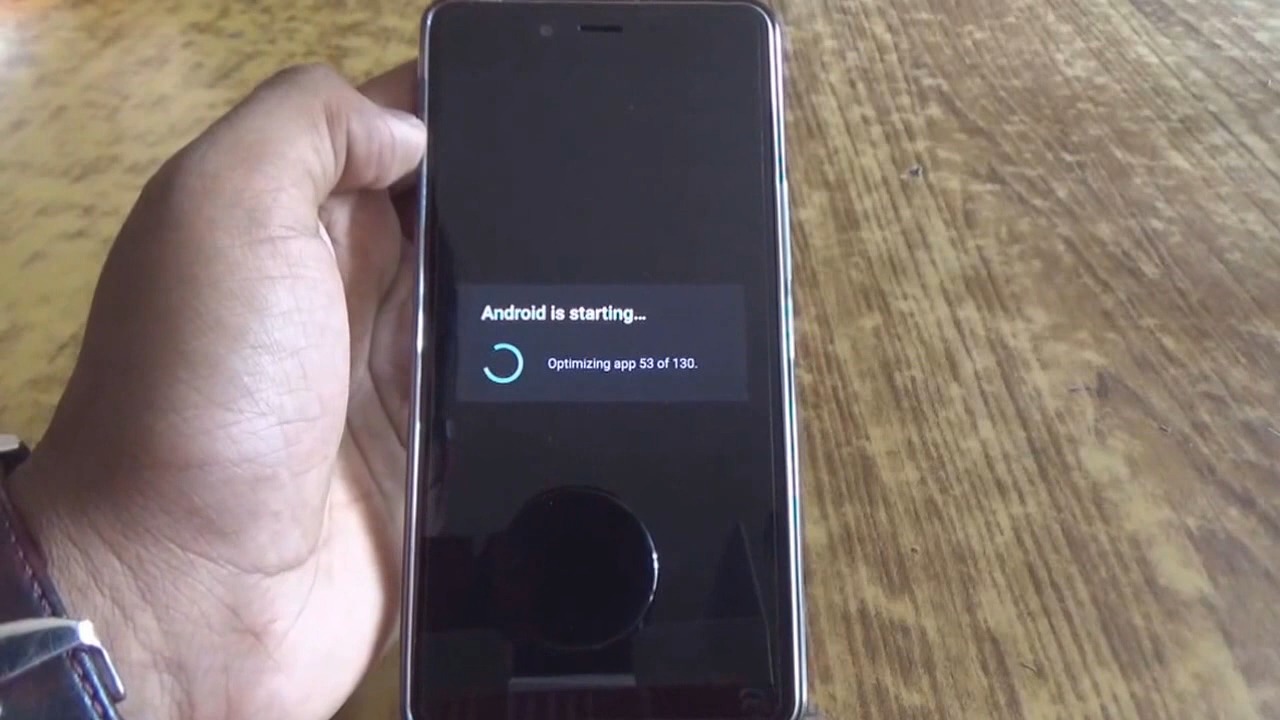 Android is starting...
Optimizing app 53 of 130.